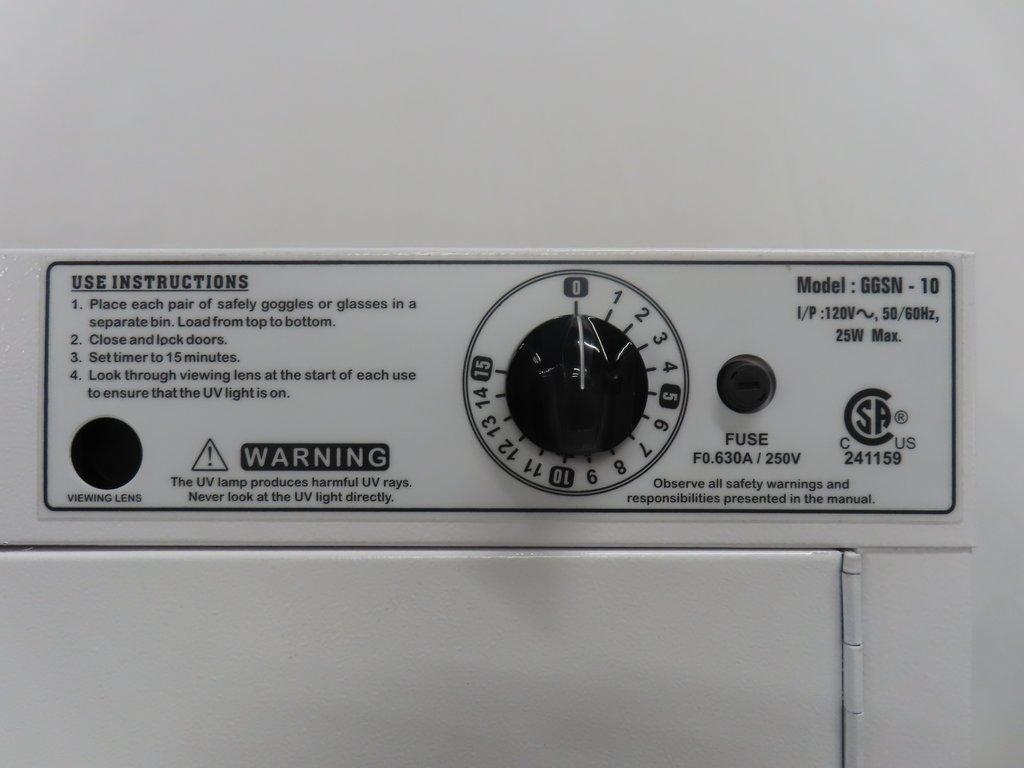 USE INSTRUCTIONS
1. Place each pair of safely goggles or glasses in a
separate bin. Load from top to bottom.
2. Close and lock doors.
3. Set timer to 15 minutes.
4. Look through viewing lens at the start of each use
to ensure that the UV light is on.
VIEWING LENS
WARNING
The UV lamp produces harmful UV rays.
Never look at the UV light directly.
0
1
2
3
4
5
6
7
8
9
10
11
12
13
14
15
FUSE
F0.630A / 250V
Model : GGSN - 10
I/P :120V~, 50/60Hz,
25W Max.
CSA ®
C US
241159
Observe all safety warnings and
responsibilities presented in the manual.